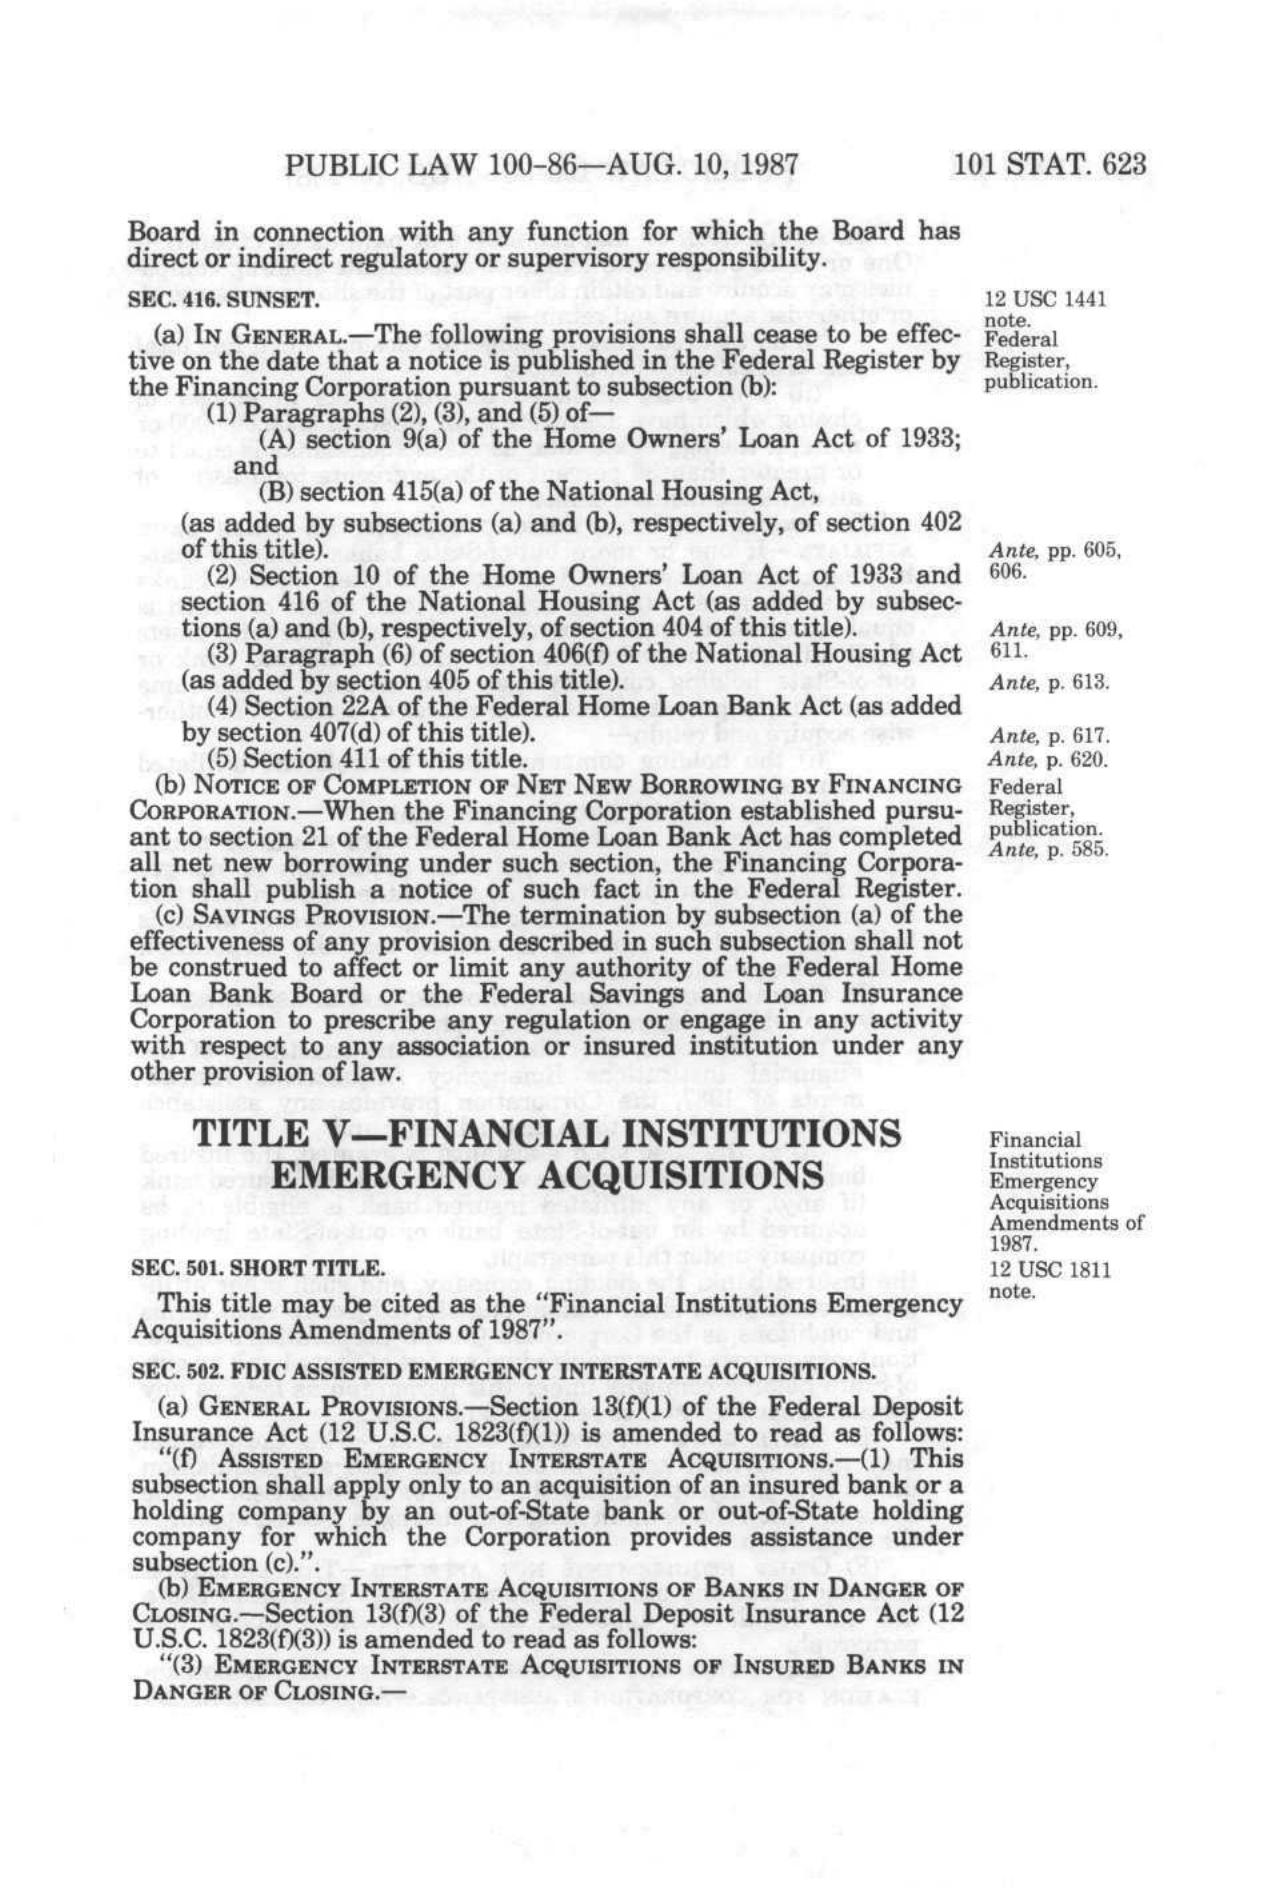 PUBLIC LAW 100-86—AUG. 10, 1987
101 STAT. 623
Board in connection with any function for which the Board has
direct or indirect regulatory or supervisory responsibility.
SEC. 416. SUNSET.
(a) IN GENERAL.—The following provisions shall cease to be effec-
tive on the date that a notice is published in the Federal Register by
the Financing Corporation pursuant to subsection (b):
(1) Paragraphs (2), (3), and (5) of—
(A) section 9(a) of the Home Owners' Loan Act of 1933;
and
(B) section 415(a) of the National Housing Act,
(as added by subsections (a) and (b), respectively, of section 402
of this title).
(2) Section 10 of the Home Owners' Loan Act of 1933 and
section 416 of the National Housing Act (as added by subsec-
tions (a) and (b), respectively, of section 404 of this title).
(3) Paragraph (6) of section 406(f) of the National Housing Act
(as added by section 405 of this title).
(4) Section 22A of the Federal Home Loan Bank Act (as added
by section 407(d) of this title).
(5) Section 411 of this title.
(b) NOTICE OF COMPLETION OF NET NEW BORROWING BY FINANCING
CORPORATION.—When the Financing Corporation established pursu-
ant to section 21 of the Federal Home Loan Bank Act has completed
all net new borrowing under such section, the Financing Corpora-
tion shall publish a notice of such fact in the Federal Register.
(c) SAVINGS PROVISION.—The termination by subsection (a) of the
effectiveness of any provision described in such subsection shall not
be construed to affect or limit any authority of the Federal Home
Loan Bank Board or the Federal Savings and Loan Insurance
Corporation to prescribe any regulation or engage in any activity
with respect to any association or insured institution under any
other provision of law.
12 USC 1441
note.
Federal
Register,
publication.
Ante, pp. 605,
606.
Ante, pp. 609,
611.
Ante, p. 613.
Ante, p. 617.
Ante, p. 620.
Federal
Register,
publication.
Ante, p. 585.
TITLE V—FINANCIAL INSTITUTIONS
EMERGENCY ACQUISITIONS
SEC. 501. SHORT TITLE.
This title may be cited as the "Financial Institutions Emergency
Acquisitions Amendments of 1987".
SEC. 502. FDIC ASSISTED EMERGENCY INTERSTATE ACQUISITIONS.
(a) GENERAL PROVISIONS.—Section 13(f)(1) of the Federal Deposit
Insurance Act (12 U.S.C. 1823(f)(1)) is amended to read as follows:
"(f) ASSISTED EMERGENCY INTERSTATE ACQUISITIONS.—(1) This
subsection shall apply only to an acquisition of an insured bank or a
holding company by an out-of-State bank or out-of-State holding
company for which the Corporation provides assistance under
subsection (c).".
(b) EMERGENCY INTERSTATE ACQUISITIONS OF BANKS IN DANGER OF
CLOSING.—Section 13(f)(3) of the Federal Deposit Insurance Act (12
U.S.C. 1823(f)(3)) is amended to read as follows:
"(3) EMERGENCY INTERSTATE ACQUISITIONS OF INSURED BANKS IN
DANGER OF CLOSING.—
Financial
Institutions
Emergency
Acquisitions
Amendments of
1987.
12 USC 1811
note.